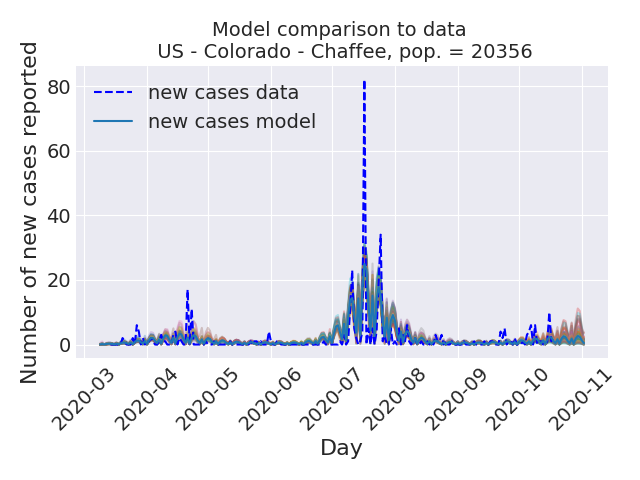 Model comparison to data
US - Colorado - Chaffee, pop. = 20356
Number of new cases reported
80
60
40
20
0
new cases data
new cases model
2020-03
2020-04
2020-05
2020-06
2020-07
2020-08
2020-09
2020-10
2020-11
Day